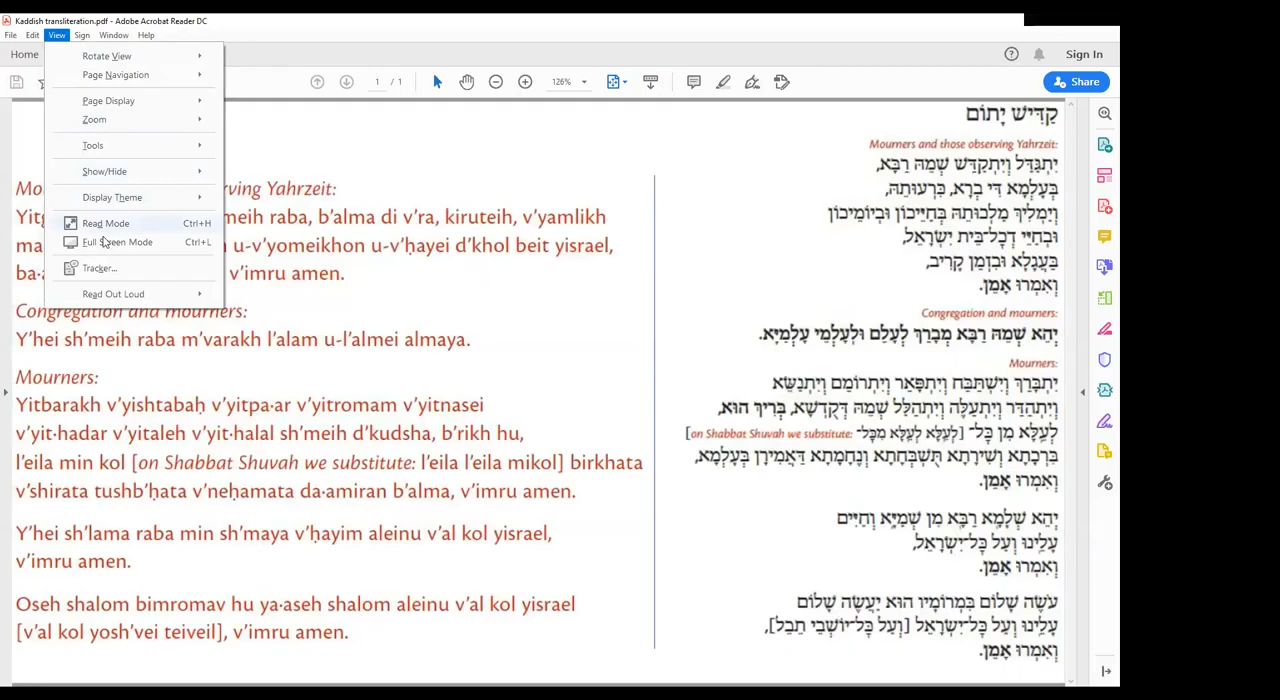 Kaddish transliteration.pdf - Adobe Acrobat Reader DC
File Edit View Sign Window Help
Home
Sign In
1 / 1
126%
Share
Rotate View
Page Navigation
Page Display
Zoom
Tools
Show/Hide
Display Theme
Read Mode Ctrl+H
Full Screen Mode Ctrl+L
Tracker...
Read Out Loud
rving Yahrzeit:
meih raba, b’alma di v’ra, kiruteih, v’yamlikh
u-v’yomeikhon u-v’ḥayei d’khol beit yisrael,
v’imru amen.
Congregation and mourners:
Y’hei sh’meih raba m’varakh l’alam u-l’almei almaya.
Mourners:
Yitbarakh v’yishtabaḥ v’yitpa·ar v’yitromam v’yitnasei
v’yit·hadar v’yitaleh v’yit·halal sh’meih d’kudsha, b’rikh hu,
l’eila min kol [on Shabbat Shuvah we substitute: l’eila l’eila mikol] birkhata
v’shirata tushb’ḥata v’neḥamata da·amiran b’alma, v’imru amen.
Y’hei sh’lama raba min sh’maya v’ḥayim aleinu v’al kol yisrael,
v’imru amen.
Oseh shalom bimromav hu ya·aseh shalom aleinu v’al kol yisrael
[v’al kol yosh’vei teiveil], v’imru amen.
קַדִּישׁ יָתוֹם
Mourners and those observing Yahrzeit:
יִתְגַּדַּל וְיִתְקַדַּשׁ שְׁמֵהּ רַבָּא,
בְּעָלְמָא דִּי בְרָא, כִּרְעוּתֵהּ,
וְיַמְלִיךְ מַלְכוּתֵהּ בְּחַיֵּיכוֹן וּבְיוֹמֵיכוֹן
וּבְחַיֵּי דְכָל־בֵּית יִשְׂרָאֵל,
בַּעֲגָלָא וּבִזְמַן קָרִיב,
וְאִמְרוּ אָמֵן.
Congregation and mourners:
יְהֵא שְׁמֵהּ רַבָּא מְבָרַךְ לְעָלַם וּלְעָלְמֵי עָלְמַיָּא.
Mourners:
יִתְבָּרַךְ וְיִשְׁתַּבַּח וְיִתְפָּאַר וְיִתְרוֹמַם וְיִתְנַשֵּׂא
וְיִתְהַדַּר וְיִתְעַלֶּה וְיִתְהַלַּל שְׁמֵהּ דְּקֻדְשָׁא, בְּרִיךְ הוּא,
לְעֵלָּא מִן כָּל־ [לְעֵלָּא לְעֵלָּא מִכָּל־ :on Shabbat Shuvah we substitute]
בִּרְכָתָא וְשִׁירָתָא תֻּשְׁבְּחָתָא וְנֶחָמָתָא דַּאֲמִירָן בְּעָלְמָא,
וְאִמְרוּ אָמֵן.
יְהֵא שְׁלָמָא רַבָּא מִן שְׁמַיָּא וְחַיִּים
עָלֵינוּ וְעַל כָּל־יִשְׂרָאֵל,
וְאִמְרוּ אָמֵן.
עֹשֶׂה שָׁלוֹם בִּמְרוֹמָיו הוּא יַעֲשֶׂה שָׁלוֹם
עָלֵינוּ וְעַל כָּל־יִשְׂרָאֵל [וְעַל כָּל־יוֹשְׁבֵי תֵבֵל],
וְאִמְרוּ אָמֵן.